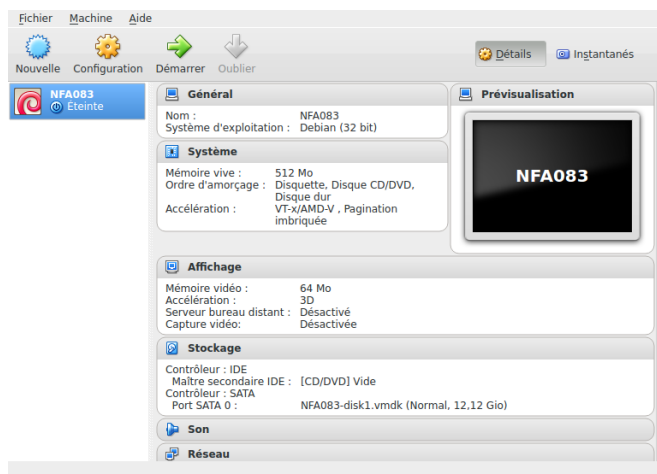 Fichier Machine Aide
Nouvelle Configuration Démarrer Oublier
Détails Instantanés
NFA083
Éteinte
Général
Nom : NFA083
Système d'exploitation : Debian (32 bit)
Système
Mémoire vive : 512 Mo
Ordre d'amorçage : Disquette, Disque CD/DVD,
Disque dur
Accélération : VT-x/AMD-V , Pagination
imbriquée
Prévisualisation
NFA083
Affichage
Mémoire vidéo : 64 Mo
Accélération : 3D
Serveur bureau distant : Désactivé
Capture vidéo: Désactivée
Stockage
Contrôleur : IDE
Maître secondaire IDE : [CD/DVD] Vide
Contrôleur : SATA
Port SATA 0 : NFA083-disk1.vmdk (Normal, 12,12 Gio)
Son
Réseau